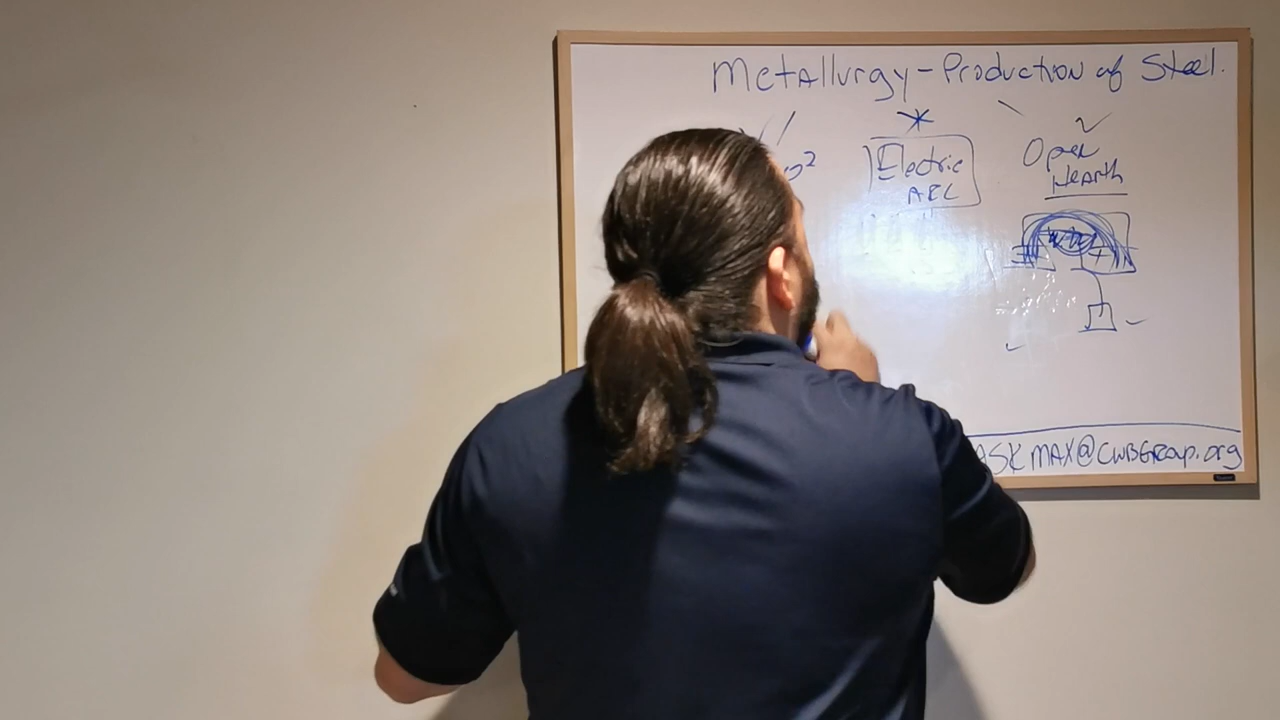 Metallurgy - Production of Steel.
Electric
ARC
Open
Hearth
ASK MAX@CWBGROUP.org